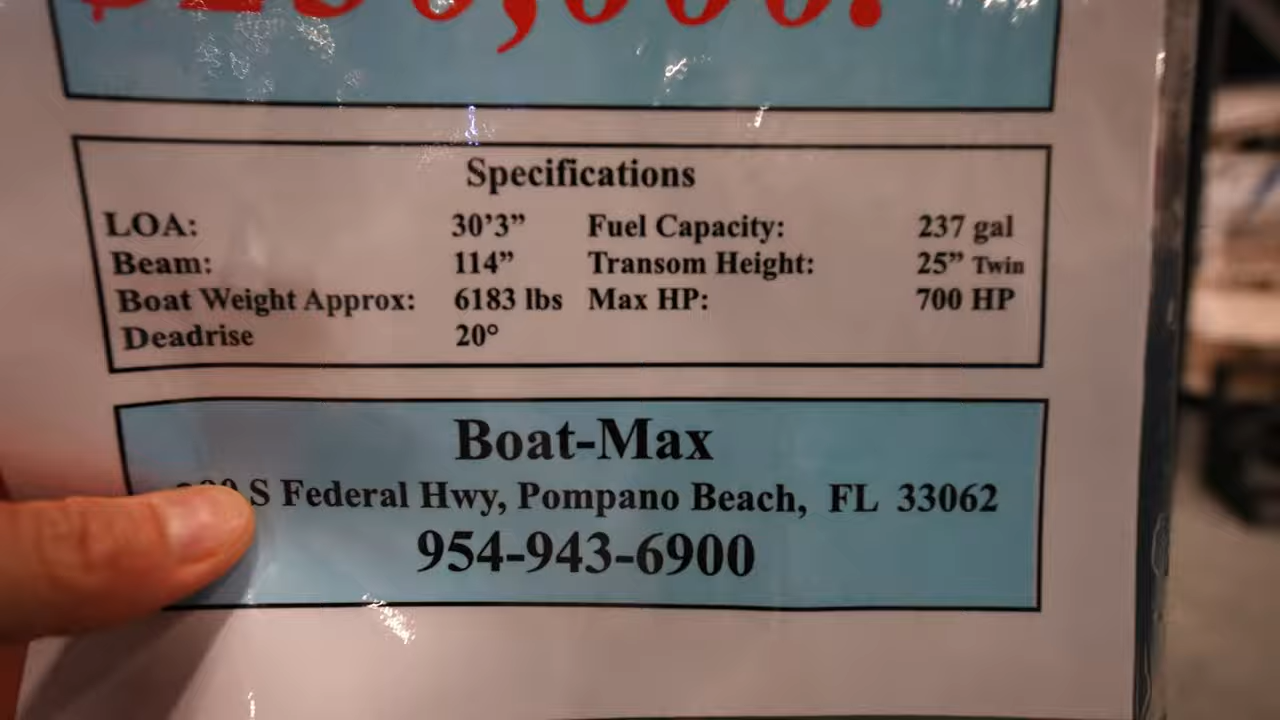 Specifications
LOA: 30’3” Fuel Capacity: 237 gal
Beam: 114” Transom Height: 25” Twin
Boat Weight Approx: 6183 lbs Max HP: 700 HP
Deadrise 20°
Boat-Max
S Federal Hwy, Pompano Beach, FL 33062
954-943-6900